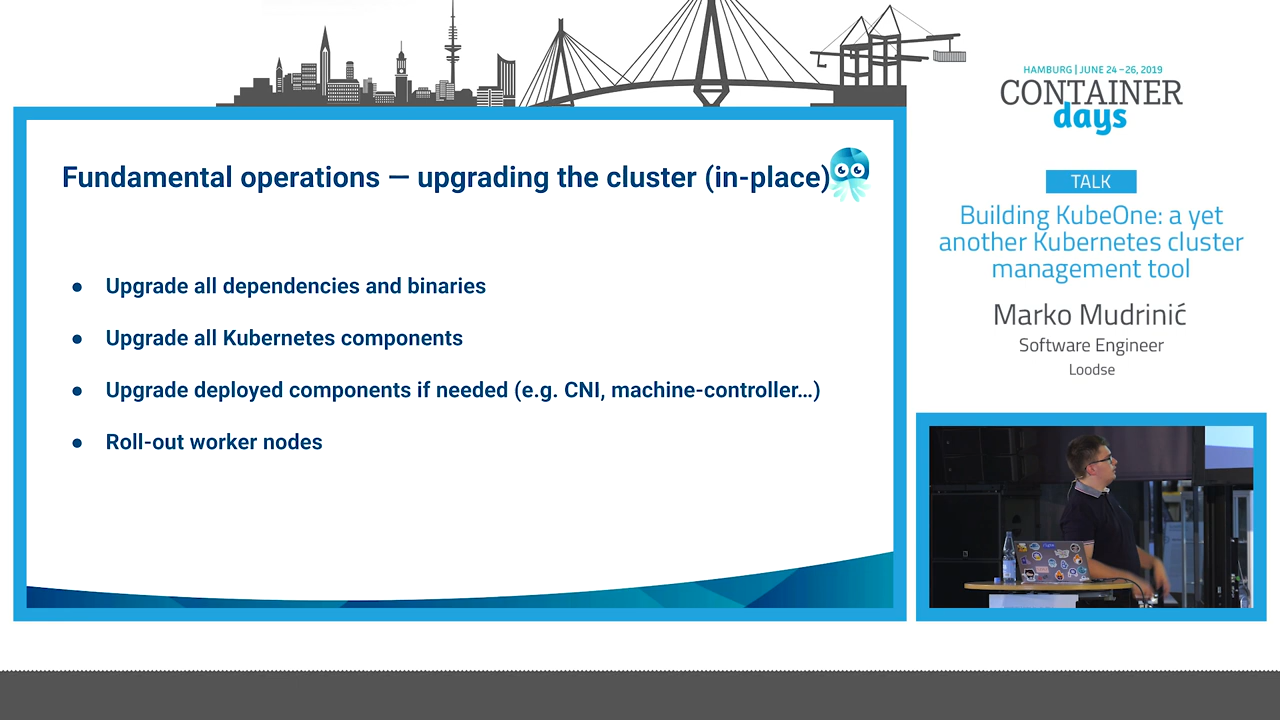 HAMBURG | JUNE 24 – 26, 2019
CONTAINER
days
TALK
Building KubeOne: a yet
another Kubernetes cluster
management tool
Marko Mudrinić
Software Engineer
Loodse
Fundamental operations — upgrading the cluster (in-place)
● Upgrade all dependencies and binaries
● Upgrade all Kubernetes components
● Upgrade deployed components if needed (e.g. CNI, machine-controller...)
● Roll-out worker nodes